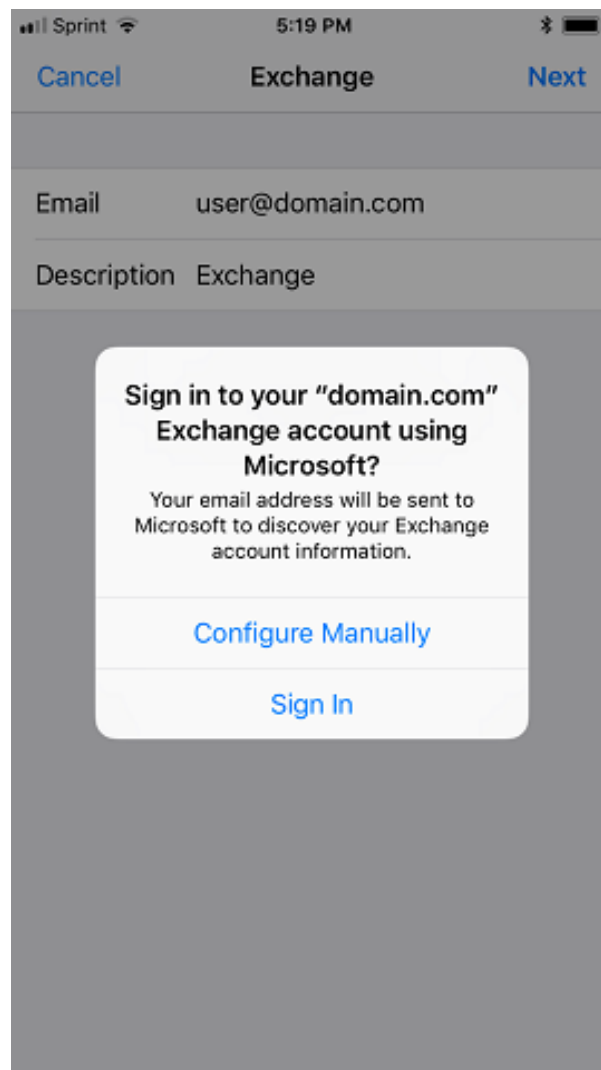 Sprint 5:19 PM
Cancel Exchange Next
Email user@domain.com
Description Exchange
Sign in to your “domain.com”
Exchange account using
Microsoft?
Your email address will be sent to
Microsoft to discover your Exchange
account information.
Configure Manually
Sign In